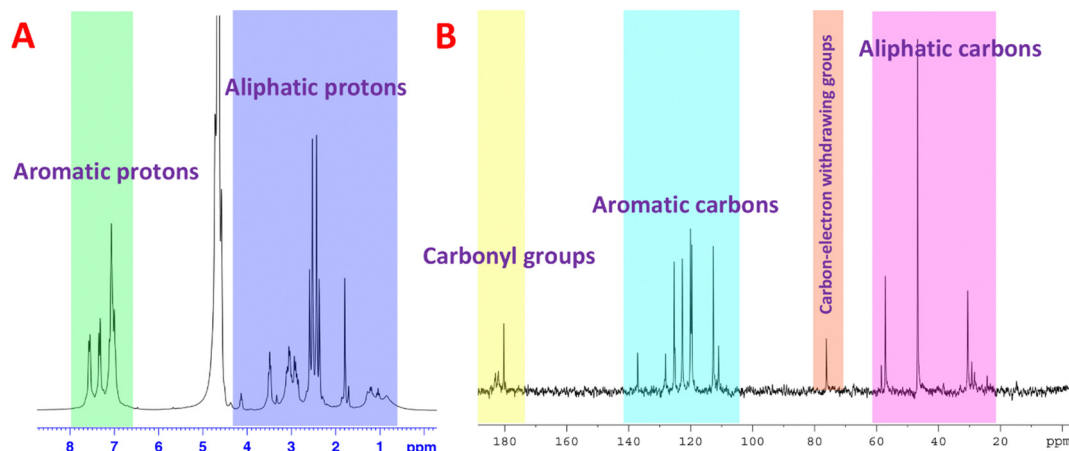 A
Aliphatic protons
Aromatic protons
8 7 6 5 4 3 2 1 ppm
B
Aliphatic carbons
Carbon-electron withdrawing groups
Aromatic carbons
Carbonyl groups
180 160 140 120 100 80 60 40 20 ppm